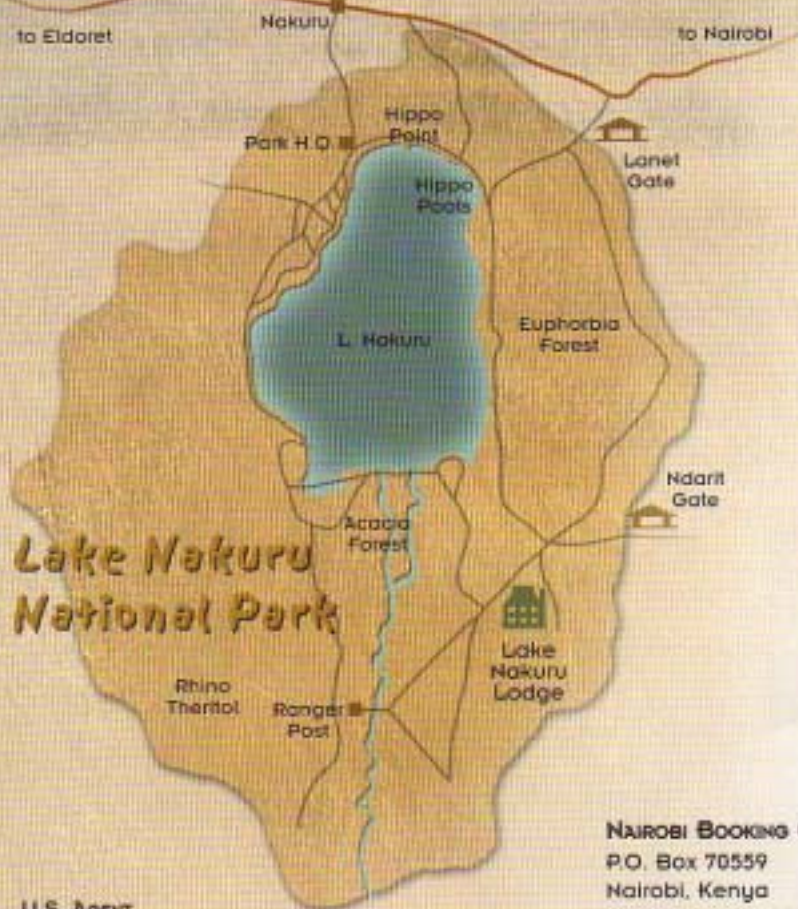 Nakuru
to Eldoret
to Nairobi
Hippo
Point
Park H Q
Lanet
Gate
Hippo
Pools
L. Nakuru
Euphorbia
Forest
Ndarit
Gate
Acacia
Forest
Lake Nakuru
National Park
Lake
Nakuru
Lodge
Rhino
Theritol
Ranger
Post
NAIROBI BOOKING
P.O. Box 70559
Nairobi, Kenya
U.S.